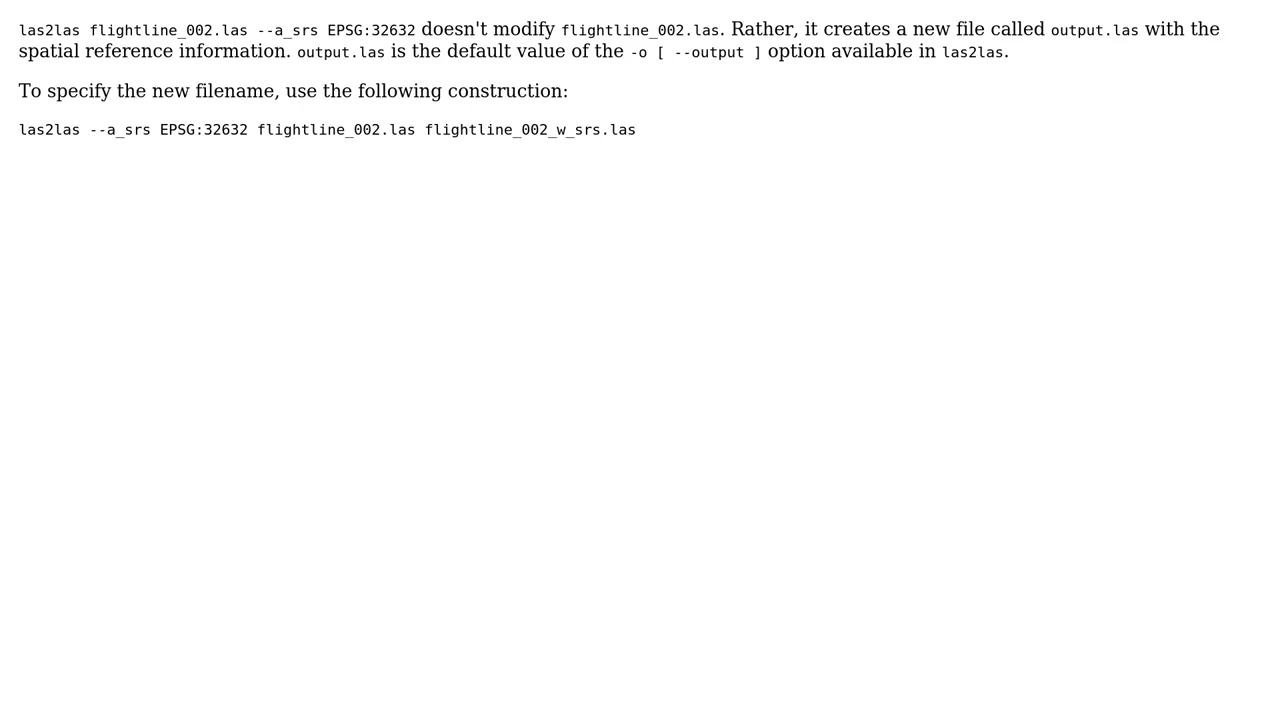 las2las flightline_002.las --a_srs EPSG:32632 doesn't modify flightline_002.las. Rather, it creates a new file called output.las with the
spatial reference information. output.las is the default value of the -o [ --output ] option available in las2las.
To specify the new filename, use the following construction:
las2las --a_srs EPSG:32632 flightline_002.las flightline_002_w_srs.las